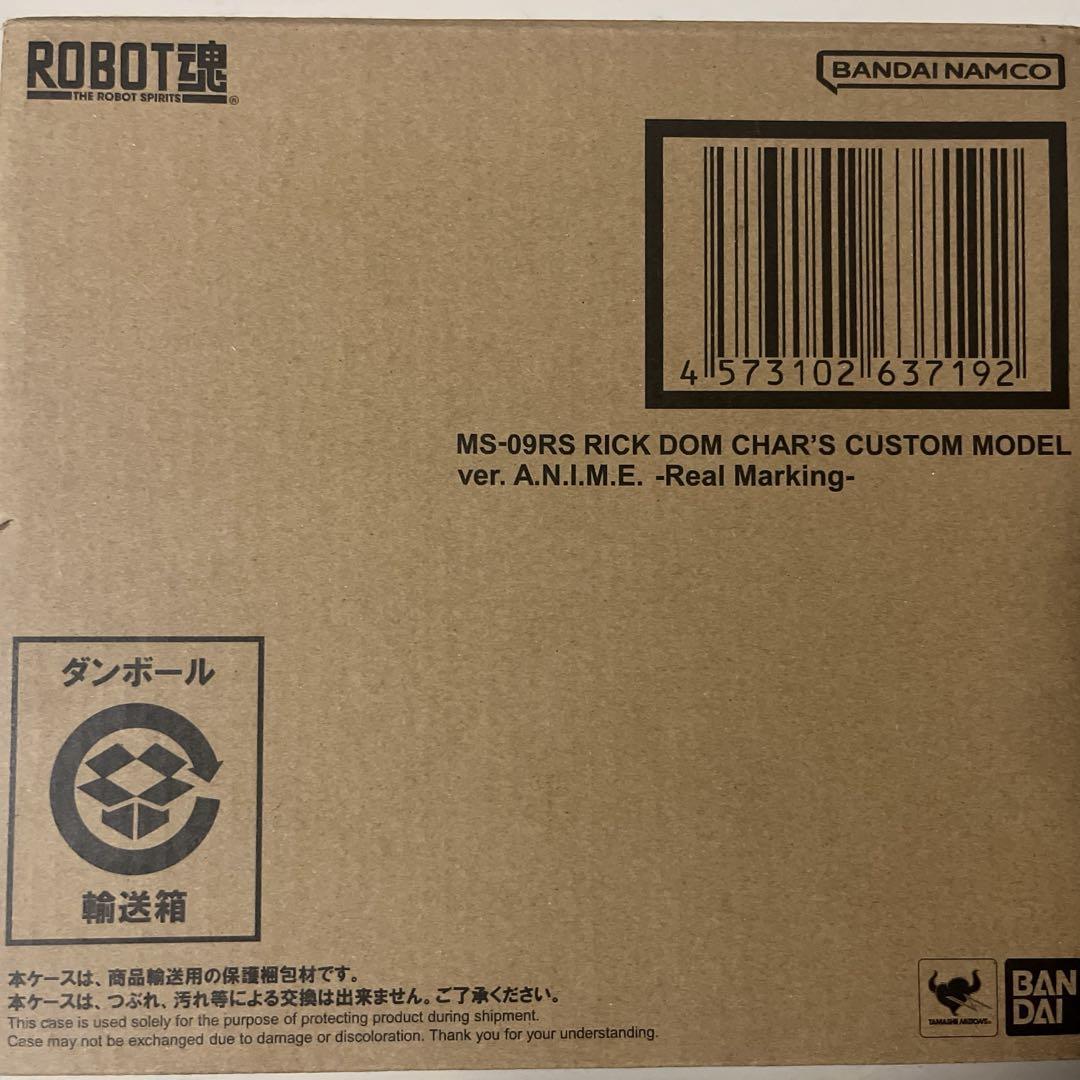 ROBOT魂
THE ROBOT SPIRITS
®
BANDAI NAMCO
4 573102 637192
MS-09RS RICK DOM CHAR'S CUSTOM MODEL
ver. A.N.I.M.E. -Real Marking-
ダンボール
輸送箱
本ケースは、商品輸送用の保護梱包材です。
本ケースは、つぶれ、汚れ等による交換は出来ません。ご了承ください。
This case is used solely for the purpose of protecting product during shipment.
Case may not be exchanged due to damage or discoloration. Thank you for your understanding.
TAMASHII NATIONS
BAN
DAI